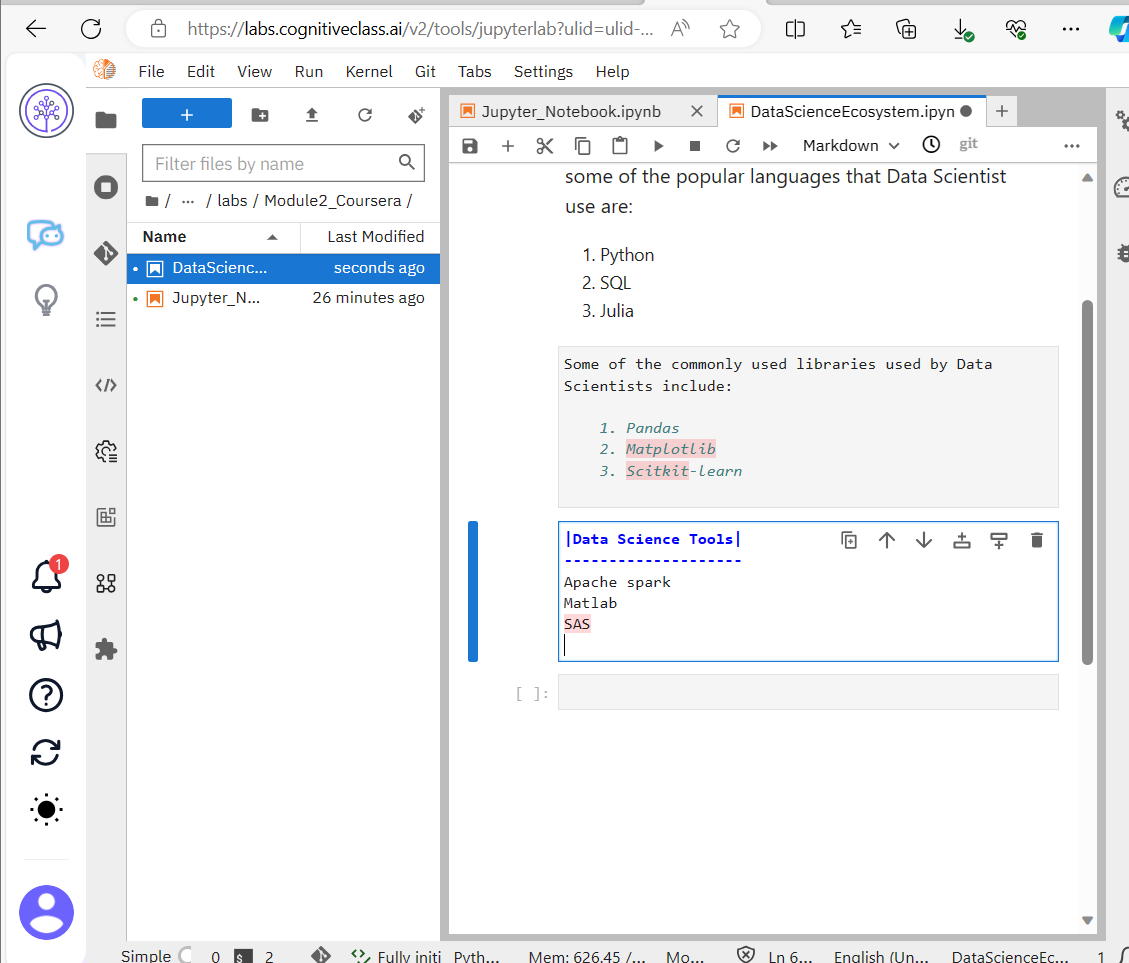 https://labs.cognitiveclass.ai/v2/tools/jupyterlab?ulid=ulid-...
File Edit View Run Kernel Git Tabs Settings Help
Jupyter_Notebook.ipynb
DataScienceEcosystem.ipyn
Markdown
git
Filter files by name
/ ... / labs / Module2_Coursera /
Name Last Modified
DataScienc... seconds ago
Jupyter_N... 26 minutes ago
some of the popular languages that Data Scientist
use are:
1. Python
2. SQL
3. Julia
Some of the commonly used libraries used by Data
Scientists include:
1. Pandas
2. Matplotlib
3. Scitkit-learn
|Data Science Tools|
--------------------
Apache spark
Matlab
SAS
[ ]:
1
Simple 0 $ 2 Fully initi Pyth... Mem: 626.45 /... Mo... Ln 6... English (Un... DataScienceEc... 1